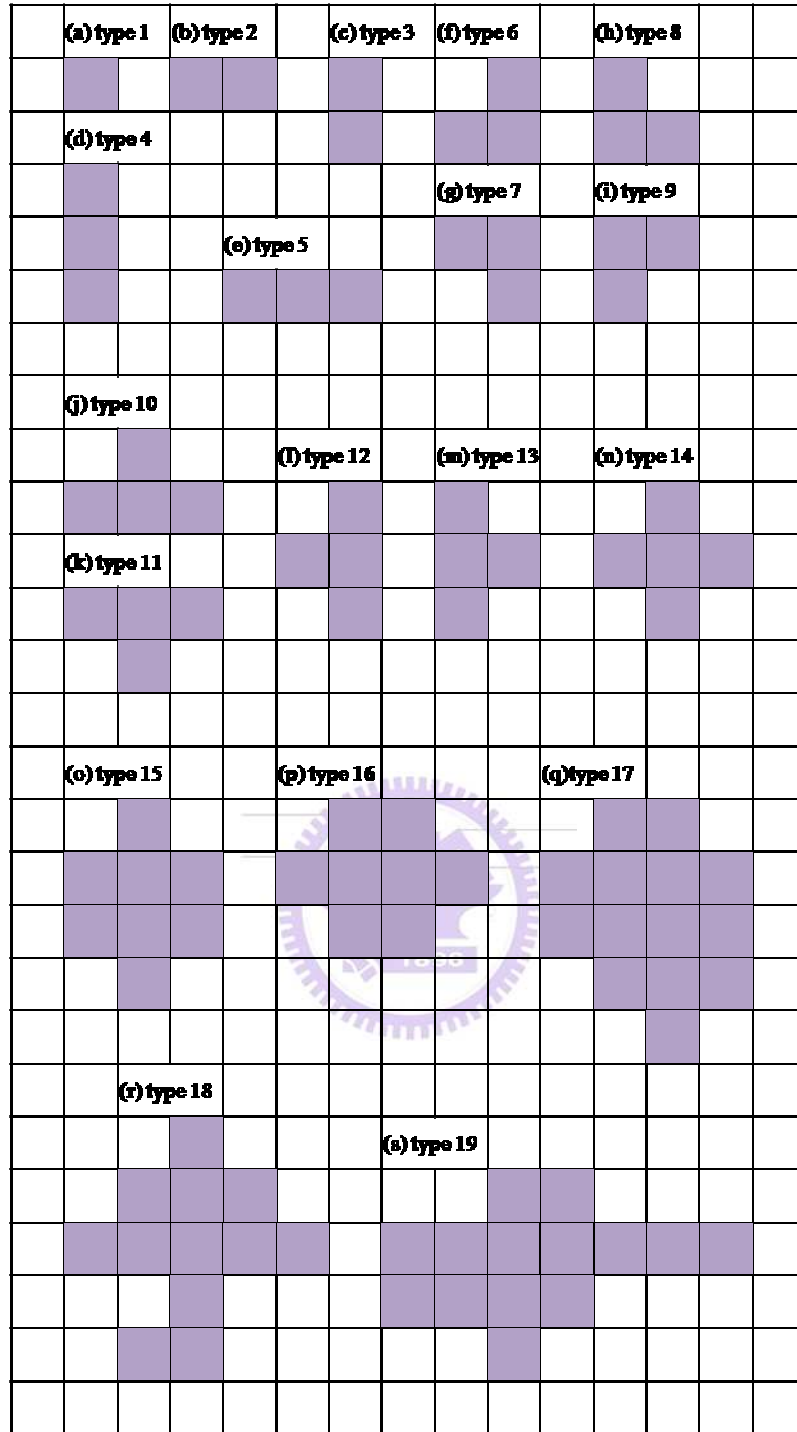 (a) type 1 (b) type 2 (c) type 3 (f) type 6 (h) type 8
(d) type 4
(g) type 7 (i) type 9
(e) type 5
(j) type 10
(l) type 12 (m) type 13 (n) type 14
(k) type 11
(o) type 15 (p) type 16 (q)type 17
1896
(r) type 18
(s) type 19